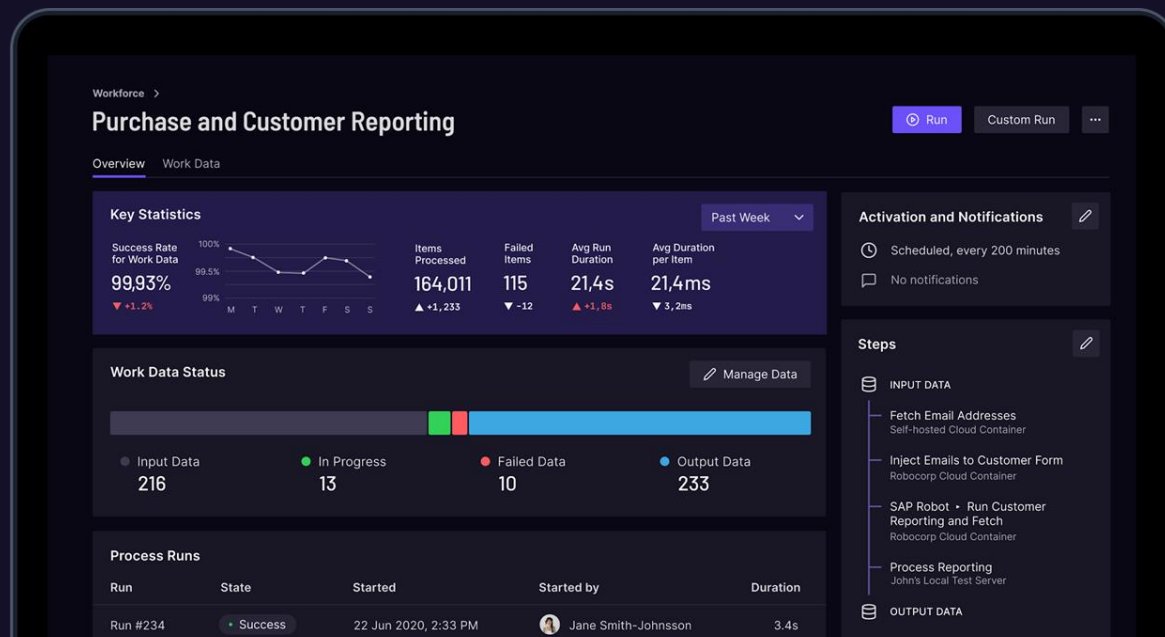 Workforce >
Purchase and Customer Reporting
Run
Custom Run
...
Overview
Work Data
Key Statistics
Past Week
Success Rate
for Work Data
99,93%
▼ +1.2%
100%
99.5%
99%
M T W T F S S
Items
Processed
164,011
▲ +1,233
Failed
Items
115
▼ -12
Avg Run
Duration
21,4s
▲ +1,8s
Avg Duration
per Item
21,4ms
▼ 3,2ms
Activation and Notifications
Scheduled, every 200 minutes
No notifications
Work Data Status
Manage Data
Input Data
216
In Progress
13
Failed Data
10
Output Data
233
Steps
INPUT DATA
Fetch Email Addresses
Self-hosted Cloud Container
Inject Emails to Customer Form
Robocorp Cloud Container
SAP Robot ▸ Run Customer
Reporting and Fetch
Robocorp Cloud Container
Process Reporting
John's Local Test Server
OUTPUT DATA
Process Runs
Run State Started Started by Duration
Run #234 Success 22 Jun 2020, 2:33 PM Jane Smith-Johnsson 3.4s